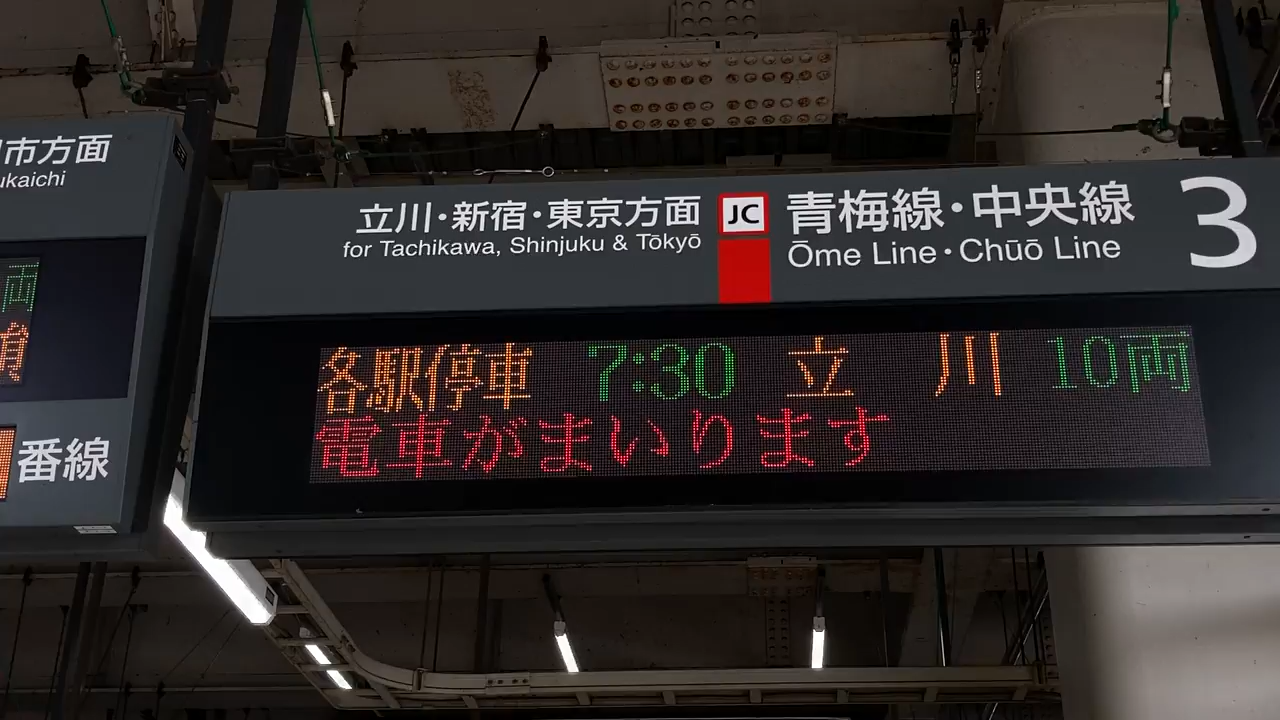 市方面
ukaichi
両
番線
立川・新宿・東京方面
for Tachikawa, Shinjuku & Tōkyō
JC
青梅線・中央線
Ōme Line・Chūō Line
3
各駅停車 7:30 立川 10両
電車がまいります